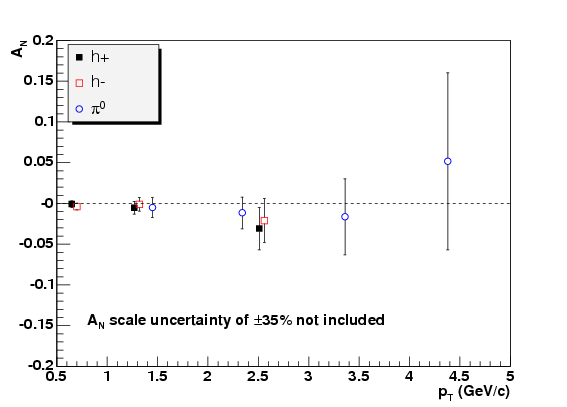 A_N
0.2
0.15
0.1
0.05
-0
-0.05
-0.1
-0.15
-0.2
h+
h-
π⁰
A_N scale uncertainty of ±35% not included
0.5 1 1.5 2 2.5 3 3.5 4 4.5 5
p_T (GeV/c)